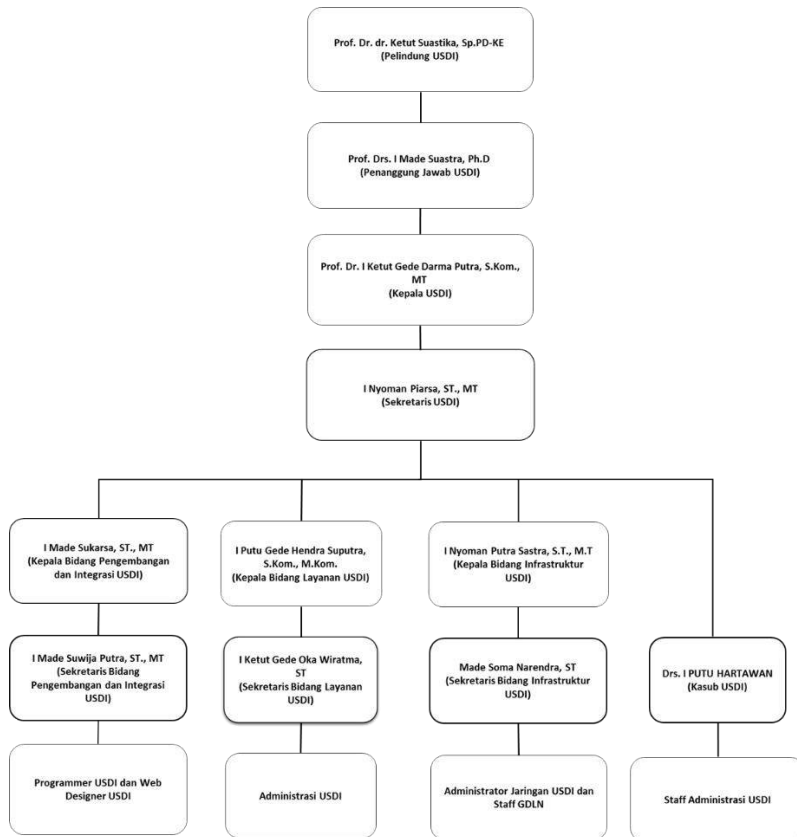 Prof. Dr. dr. Ketut Suastika, Sp.PD-KE
(Pelindung USDI)
Prof. Drs. I Made Suastra, Ph.D
(Penanggung Jawab USDI)
Prof. Dr. I Ketut Gede Darma Putra, S.Kom.,
MT
(Kepala USDI)
I Nyoman Piarsa, ST., MT
(Sekretaris USDI)
I Made Sukarsa, ST., MT
(Kepala Bidang Pengembangan
dan Integrasi USDI)
I Putu Gede Hendra Suputra,
S.Kom., M.Kom.
(Kepala Bidang Layanan USDI)
I Nyoman Putra Sastra, S.T., M.T
(Kepala Bidang Infrastruktur
USDI)
I Made Suwija Putra, ST., MT
(Sekretaris Bidang
Pengembangan dan Integrasi
USDI)
I Ketut Gede Oka Wiratma,
ST
(Sekretaris Bidang Layanan
USDI)
Made Soma Narendra, ST
(Sekretaris Bidang Infrastruktur
USDI)
Drs. I PUTU HARTAWAN
(Kasub USDI)
Programmer USDI dan Web
Designer USDI
Administrasi USDI
Administrator Jaringan USDI dan
Staff GDLN
Staff Administrasi USDI